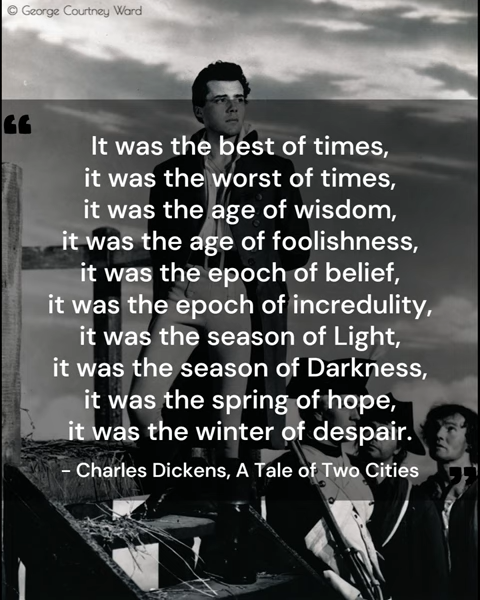 © George Courtney Ward
“
It was the best of times,
it was the worst of times,
it was the age of wisdom,
it was the age of foolishness,
it was the epoch of belief,
it was the epoch of incredulity,
it was the season of Light,
it was the season of Darkness,
it was the spring of hope,
it was the winter of despair.
– Charles Dickens, A Tale of Two Cities
”